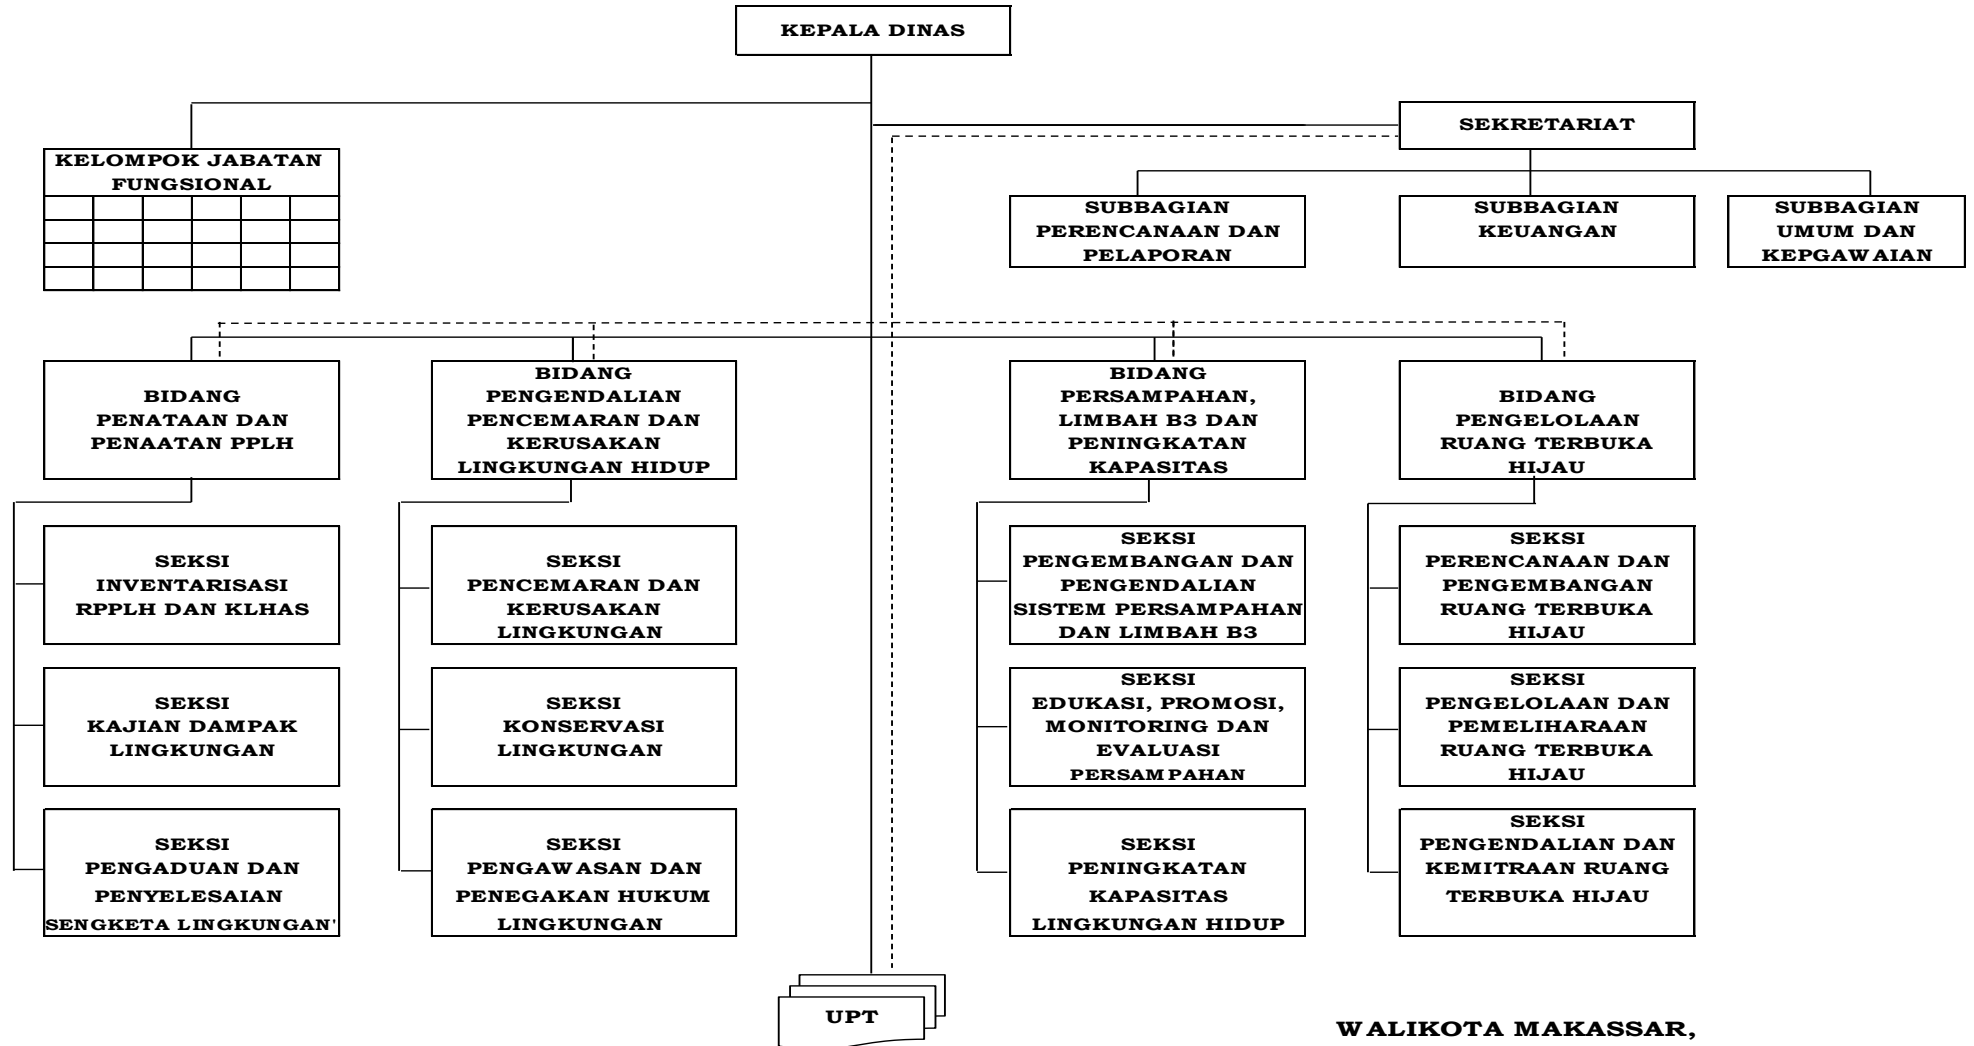 KEPALA DINAS
SEKRETARIAT
KELOMPOK JABATAN
FUNGSIONAL
SUBBAGIAN
PERENCANAAN DAN
PELAPORAN
SUBBAGIAN
KEUANGAN
SUBBAGIAN
UMUM DAN
KEPGAWAIAN
BIDANG
PENATAAN DAN
PENAATAN PPLH
BIDANG
PENGENDALIAN
PENCEMARAN DAN
KERUSAKAN
LINGKUNGAN HIDUP
BIDANG
PERSAMPAHAN,
LIMBAH B3 DAN
PENINGKATAN
KAPASITAS
BIDANG
PENGELOLAAN
RUANG TERBUKA
HIJAU
SEKSI
INVENTARISASI
RPPLH DAN KLHAS
SEKSI
PENCEMARAN DAN
KERUSAKAN
LINGKUNGAN
SEKSI
PENGEMBANGAN DAN
PENGENDALIAN
SISTEM PERSAMPAHAN
DAN LIMBAH B3
SEKSI
PERENCANAAN DAN
PENGEMBANGAN
RUANG TERBUKA
HIJAU
SEKSI
KAJIAN DAMPAK
LINGKUNGAN
SEKSI
KONSERVASI
LINGKUNGAN
SEKSI
EDUKASI, PROMOSI,
MONITORING DAN
EVALUASI
PERSAMPAHAN
SEKSI
PENGELOLAAN DAN
PEMELIHARAAN
RUANG TERBUKA
HIJAU
SEKSI
PENGADUAN DAN
PENYELESAIAN
SENGKETA LINGKUNGAN'
SEKSI
PENGAWASAN DAN
PENEGAKAN HUKUM
LINGKUNGAN
SEKSI
PENINGKATAN
KAPASITAS
LINGKUNGAN HIDUP
SEKSI
PENGENDALIAN DAN
KEMITRAAN RUANG
TERBUKA HIJAU
UPT
WALIKOTA MAKASSAR,